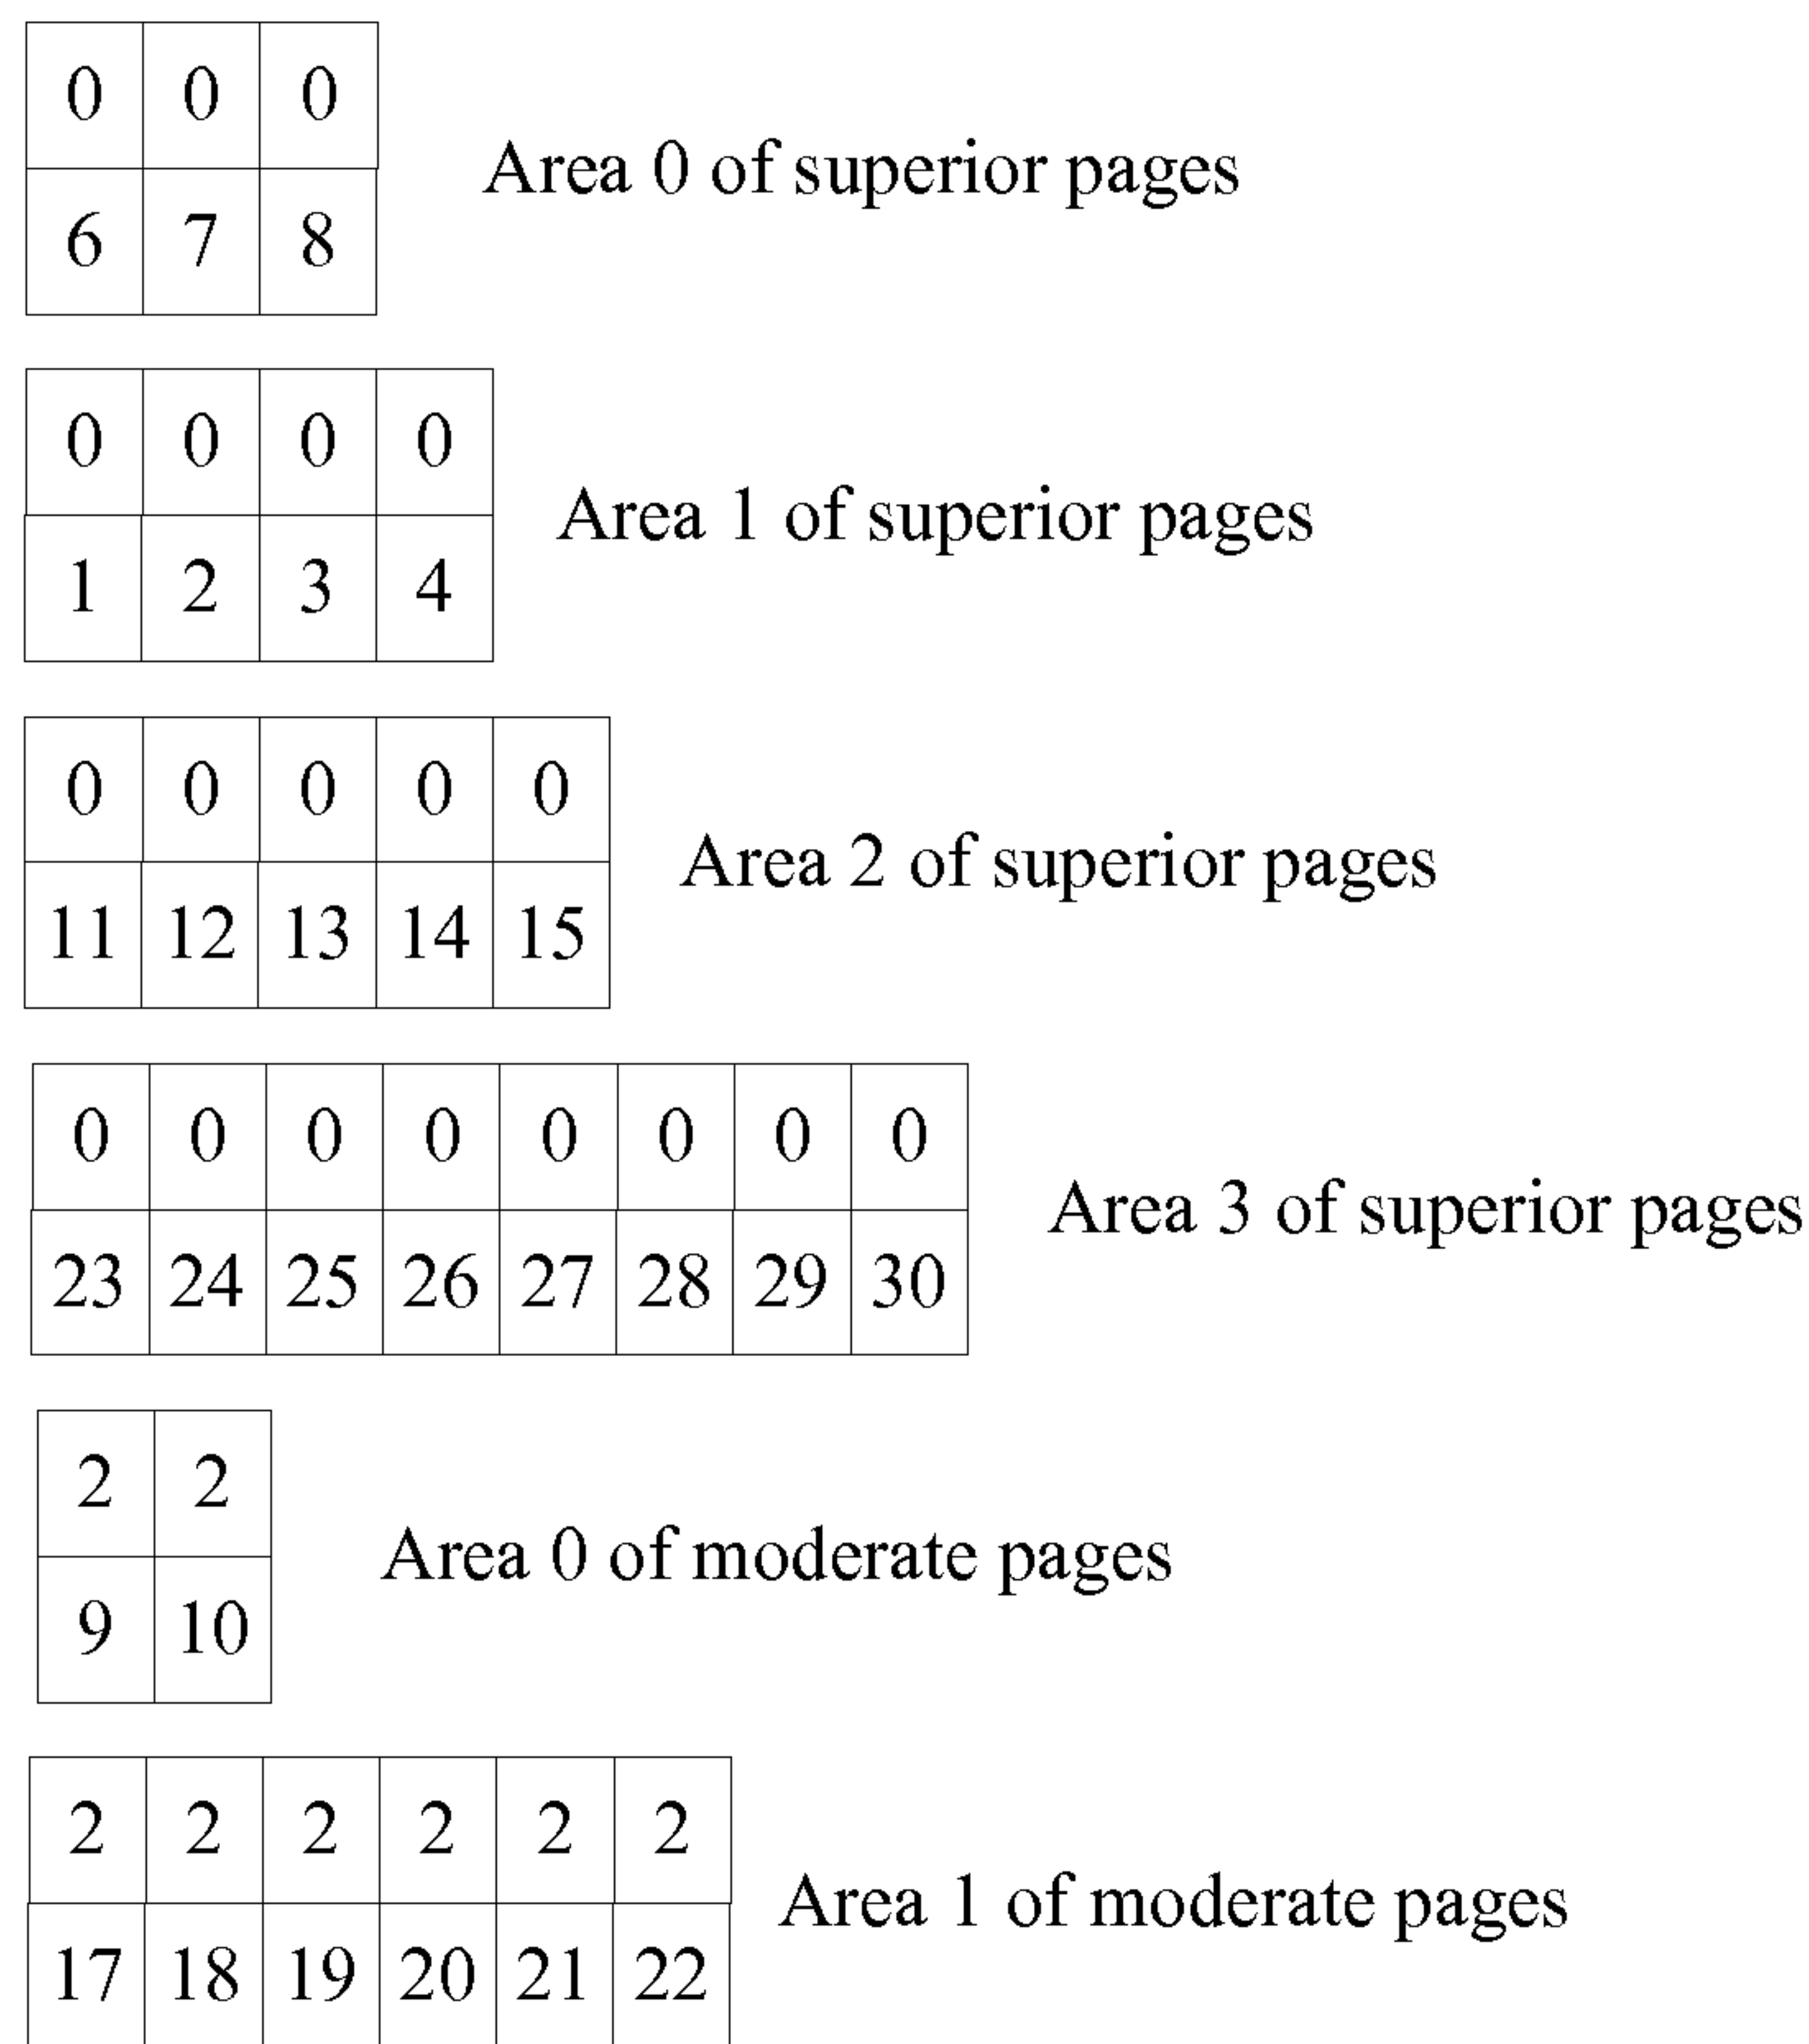 0 0 0
Area 0 of superior pages
6 7 8
0 0 0 0
Area 1 of superior pages
1 2 3 4
0 0 0 0 0
Area 2 of superior pages
11 12 13 14 15
0 0 0 0 0 0 0 0
Area 3 of superior pages
23 24 25 26 27 28 29 30
2 2
Area 0 of moderate pages
9 10
2 2 2 2 2 2
Area 1 of moderate pages
17 18 19 20 21 22